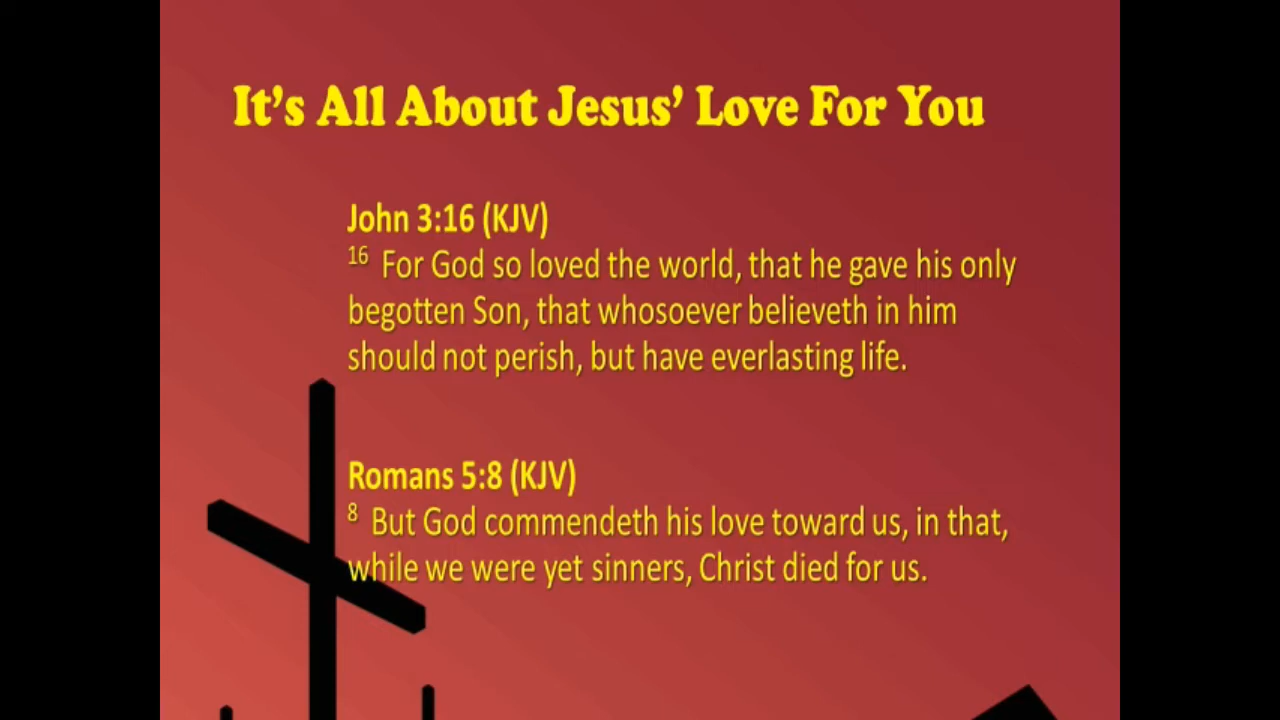 It's All About Jesus' Love For You
John 3:16 (KJV)
16 For God so loved the world, that he gave his only
begotten Son, that whosoever believeth in him
should not perish, but have everlasting life.
Romans 5:8 (KJV)
8 But God commendeth his love toward us, in that,
while we were yet sinners, Christ died for us.